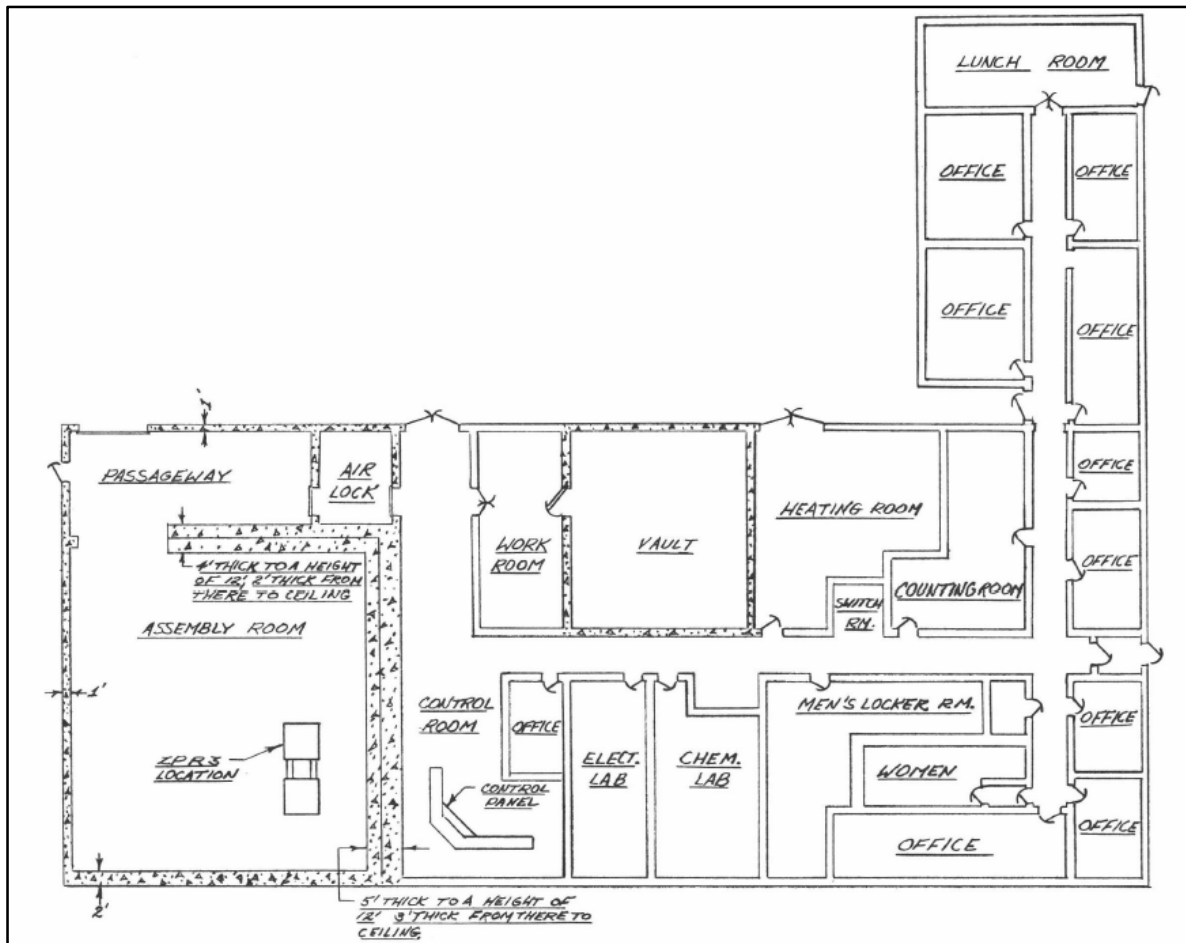 LUNCH ROOM
OFFICE
OFFICE
OFFICE
OFFICE
1'
PASSAGEWAY
AIR
LOCK
WORK
ROOM
VAULT
HEATING ROOM
SWITCH
RM.
COUNTING ROOM
OFFICE
OFFICE
4' THICK TO A HEIGHT
OF 12', 2' THICK FROM
THERE TO CEILING
ASSEMBLY ROOM
1'
ZPR3
LOCATION
2'
CONTROL
ROOM
OFFICE
CONTROL
PANEL
ELECT.
LAB
CHEM.
LAB
MEN'S LOCKER RM.
WOMEN
OFFICE
OFFICE
OFFICE
5' THICK TO A HEIGHT OF
12' 3' THICK FROM THERE TO
CEILING.